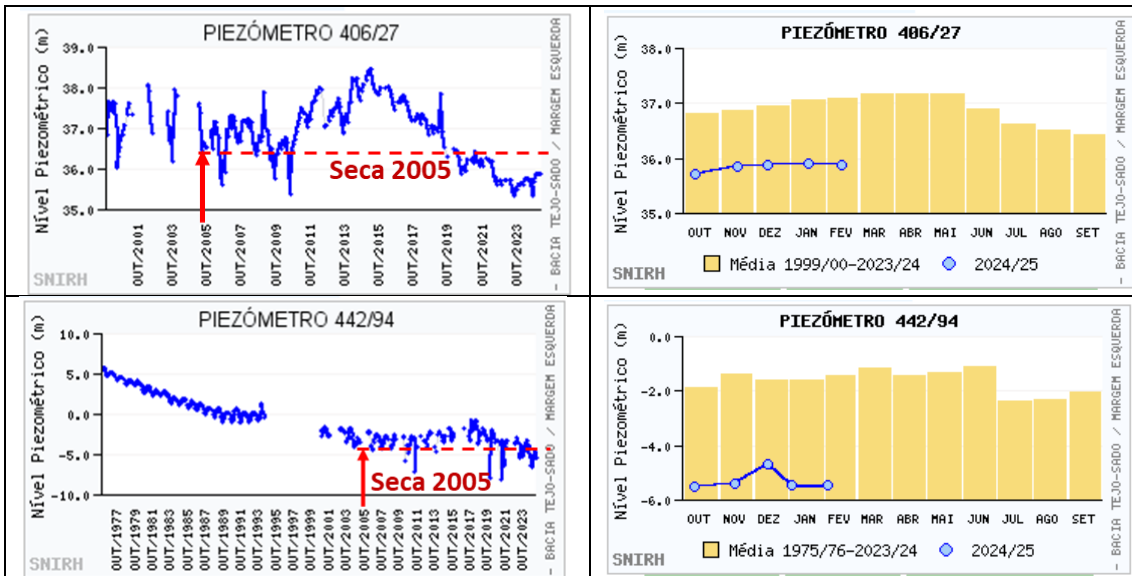 PIEZÓMETRO 406/27
Nível Piezométrico (m)
39.0
38.0
37.0
36.0
35.0
Seca 2005
OUT/2001
OUT/2003
OUT/2005
OUT/2007
OUT/2009
OUT/2011
OUT/2013
OUT/2015
OUT/2017
OUT/2019
OUT/2021
OUT/2023
SNIRH
- BACIA TEJO-SADO / MARGEM ESQUERDA
PIEZÓMETRO 406/27
Nível Piezométrico (m)
38.0
37.0
36.0
35.0
OUT NOV DEZ JAN FEV MAR ABR MAI JUN JUL AGO SET
Média 1999/00-2023/24 2024/25
SNIRH
- BACIA TEJO-SADO / MARGEM ESQUERDA
PIEZÓMETRO 442/94
Nível Piezométrico (m)
10.0
5.0
0.0
-5.0
-10.0
Seca 2005
OUT/1977
OUT/1979
OUT/1981
OUT/1983
OUT/1985
OUT/1987
OUT/1989
OUT/1991
OUT/1993
OUT/1995
OUT/1997
OUT/1999
OUT/2001
OUT/2003
OUT/2005
OUT/2007
OUT/2009
OUT/2011
OUT/2013
OUT/2015
OUT/2017
OUT/2019
OUT/2021
OUT/2023
SNIRH
- BACIA TEJO-SADO / MARGEM ESQUERDA
PIEZÓMETRO 442/94
Nível Piezométrico (m)
0.0
-2.0
-4.0
-6.0
OUT NOV DEZ JAN FEV MAR ABR MAI JUN JUL AGO SET
Média 1975/76-2023/24 2024/25
SNIRH
- BACIA TEJO-SADO / MARGEM ESQUERDA